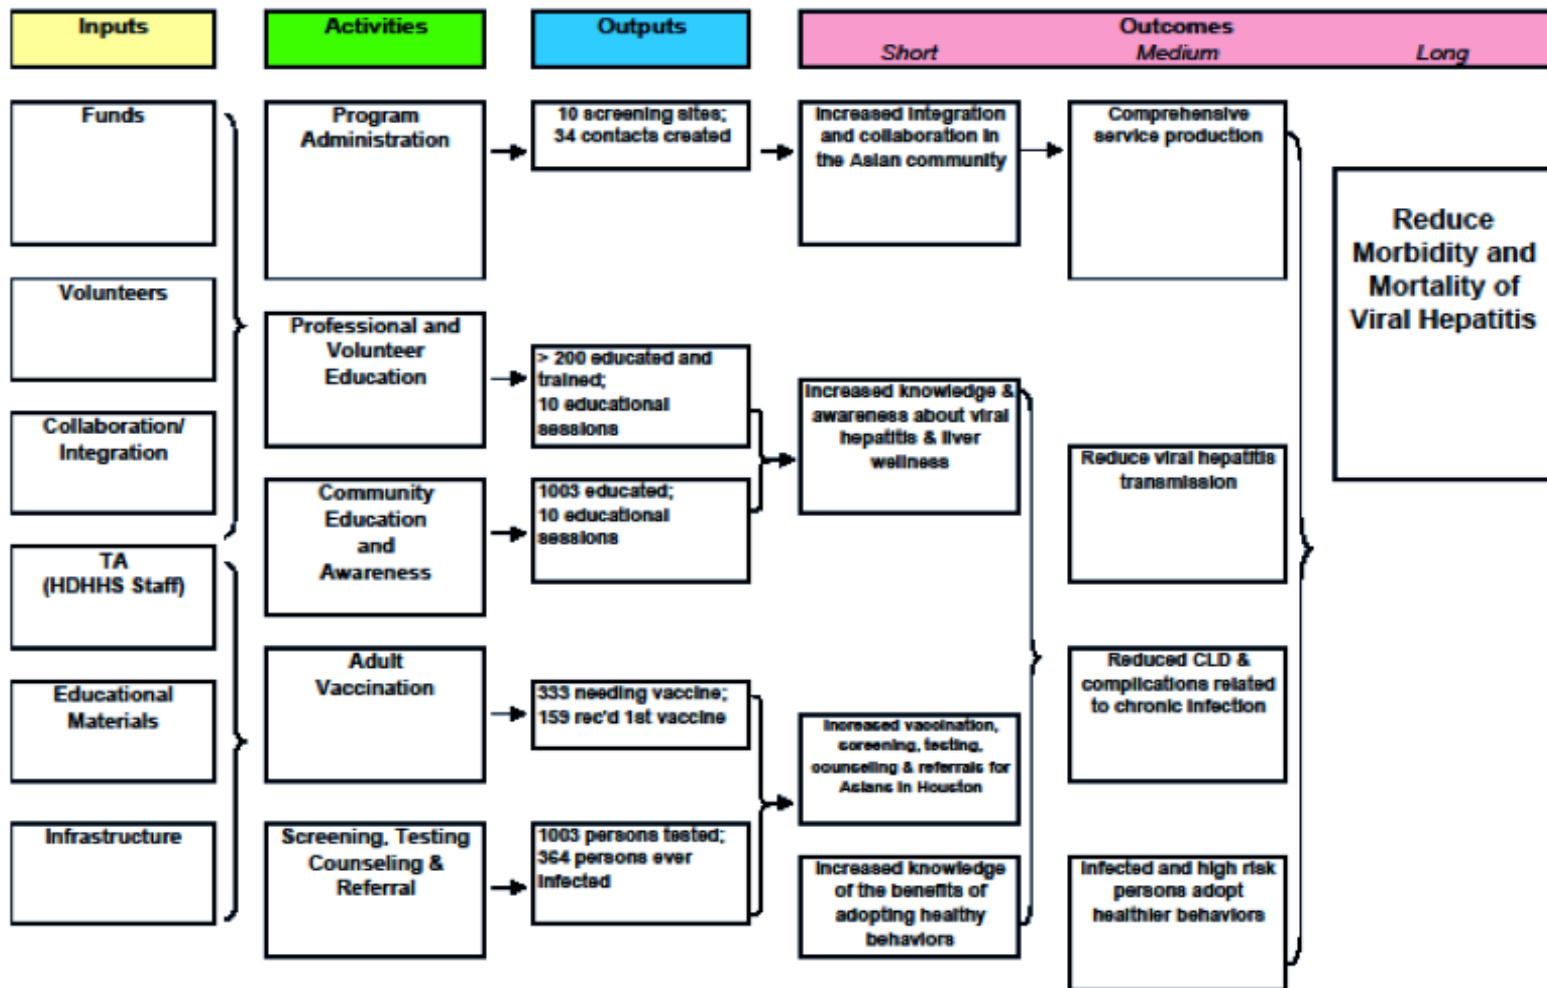 Inputs
Activities
Outputs
Outcomes
Short
Medium
Long
Funds
Volunteers
Collaboration/
Integration
TA
(HDHHS Staff)
Educational
Materials
Infrastructure
Program
Administration
Professional and
Volunteer
Education
Community
Education
and
Awareness
Adult
Vaccination
Screening, Testing
Counseling &
Referral
10 screening sites;
34 contacts created
> 200 educated and
trained;
10 educational
sessions
1003 educated;
10 educational
sessions
333 needing vaccine;
159 rec'd 1st vaccine
1003 persons tested;
364 persons ever
infected
Increased integration
and collaboration in
the Asian community
Increased knowledge &
awareness about viral
hepatitis & liver
wellness
Increased vaccination,
screening, testing,
counseling & referrals for
Asians in Houston
Increased knowledge
of the benefits of
adopting healthy
behaviors
Comprehensive
service production
Reduce viral hepatitis
transmission
Reduced CLD &
complications related
to chronic infection
Infected and high risk
persons adopt
healthier behaviors
Reduce
Morbidity and
Mortality of
Viral Hepatitis